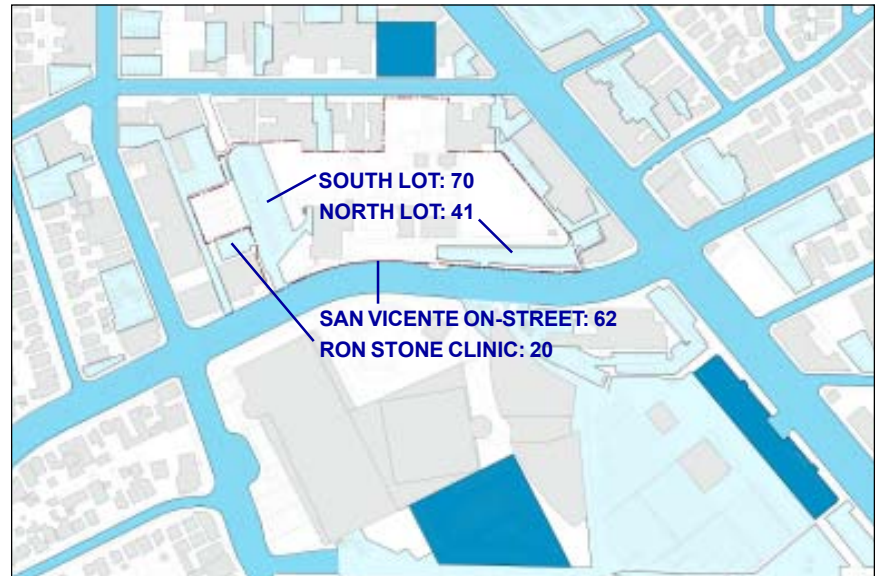 SOUTH LOT: 70
NORTH LOT: 41
SAN VICENTE ON-STREET: 62
RON STONE CLINIC: 20